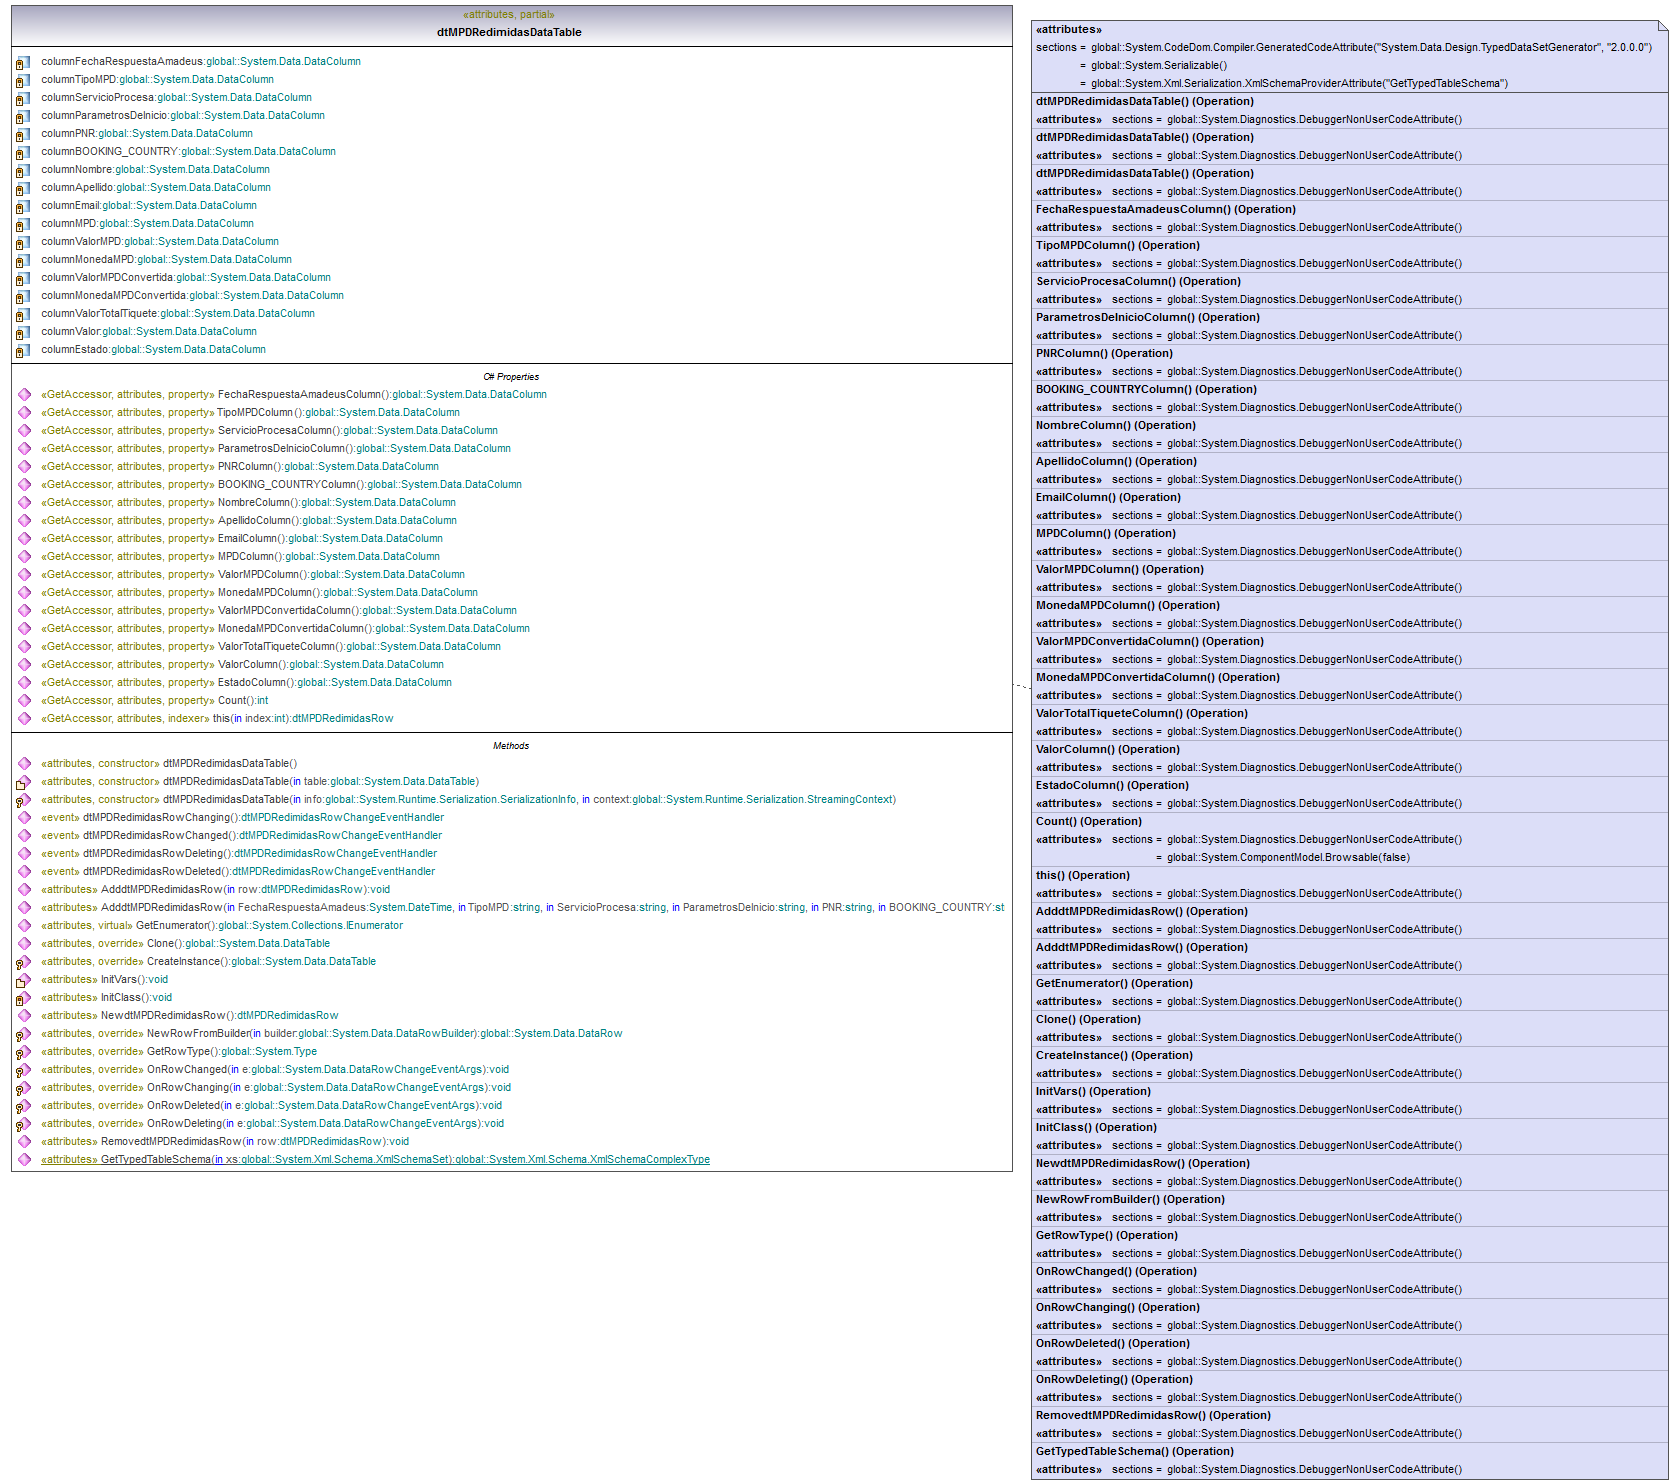 «attributes, partial»
dtMPDRedimidasDataTable
columnFechaRespuestaAmadeus:global::System.Data.DataColumn
columnTipoMPD:global::System.Data.DataColumn
columnServicioProcesa:global::System.Data.DataColumn
columnParametrosDeInicio:global::System.Data.DataColumn
columnPNR:global::System.Data.DataColumn
columnBOOKING_COUNTRY:global::System.Data.DataColumn
columnNombre:global::System.Data.DataColumn
columnApellido:global::System.Data.DataColumn
columnEmail:global::System.Data.DataColumn
columnMPD:global::System.Data.DataColumn
columnValorMPD:global::System.Data.DataColumn
columnMonedaMPD:global::System.Data.DataColumn
columnValorMPDConvertida:global::System.Data.DataColumn
columnMonedaMPDConvertida:global::System.Data.DataColumn
columnValorTotalTiquete:global::System.Data.DataColumn
columnValor:global::System.Data.DataColumn
columnEstado:global::System.Data.DataColumn
C# Properties
«GetAccessor, attributes, property» FechaRespuestaAmadeusColumn():global::System.Data.DataColumn
«GetAccessor, attributes, property» TipoMPDColumn():global::System.Data.DataColumn
«GetAccessor, attributes, property» ServicioProcesaColumn():global::System.Data.DataColumn
«GetAccessor, attributes, property» ParametrosDeInicioColumn():global::System.Data.DataColumn
«GetAccessor, attributes, property» PNRColumn():global::System.Data.DataColumn
«GetAccessor, attributes, property» BOOKING_COUNTRYColumn():global::System.Data.DataColumn
«GetAccessor, attributes, property» NombreColumn():global::System.Data.DataColumn
«GetAccessor, attributes, property» ApellidoColumn():global::System.Data.DataColumn
«GetAccessor, attributes, property» EmailColumn():global::System.Data.DataColumn
«GetAccessor, attributes, property» MPDColumn():global::System.Data.DataColumn
«GetAccessor, attributes, property» ValorMPDColumn():global::System.Data.DataColumn
«GetAccessor, attributes, property» MonedaMPDColumn():global::System.Data.DataColumn
«GetAccessor, attributes, property» ValorMPDConvertidaColumn():global::System.Data.DataColumn
«GetAccessor, attributes, property» MonedaMPDConvertidaColumn():global::System.Data.DataColumn
«GetAccessor, attributes, property» ValorTotalTiqueteColumn():global::System.Data.DataColumn
«GetAccessor, attributes, property» ValorColumn():global::System.Data.DataColumn
«GetAccessor, attributes, property» EstadoColumn():global::System.Data.DataColumn
«GetAccessor, attributes, property» Count():int
«GetAccessor, attributes, indexer» this(in index:int):dtMPDRedimidasRow
Methods
«attributes, constructor» dtMPDRedimidasDataTable()
«attributes, constructor» dtMPDRedimidasDataTable(in table:global::System.Data.DataTable)
«attributes, constructor» dtMPDRedimidasDataTable(in info:global::System.Runtime.Serialization.SerializationInfo, in context:global::System.Runtime.Serialization.StreamingContext)
«event» dtMPDRedimidasRowChanging():dtMPDRedimidasRowChangeEventHandler
«event» dtMPDRedimidasRowChanged():dtMPDRedimidasRowChangeEventHandler
«event» dtMPDRedimidasRowDeleting():dtMPDRedimidasRowChangeEventHandler
«event» dtMPDRedimidasRowDeleted():dtMPDRedimidasRowChangeEventHandler
«attributes» AdddtMPDRedimidasRow(in row:dtMPDRedimidasRow):void
«attributes» AdddtMPDRedimidasRow(in FechaRespuestaAmadeus:System.DateTime, in TipoMPD:string, in ServicioProcesa:string, in ParametrosDeInicio:string, in PNR:string, in BOOKING_COUNTRY:st
«attributes, virtual» GetEnumerator():global::System.Collections.IEnumerator
«attributes, override» Clone():global::System.Data.DataTable
«attributes, override» CreateInstance():global::System.Data.DataTable
«attributes» InitVars():void
«attributes» InitClass():void
«attributes» NewdtMPDRedimidasRow():dtMPDRedimidasRow
«attributes, override» NewRowFromBuilder(in builder:global::System.Data.DataRowBuilder):global::System.Data.DataRow
«attributes, override» GetRowType():global::System.Type
«attributes, override» OnRowChanged(in e:global::System.Data.DataRowChangeEventArgs):void
«attributes, override» OnRowChanging(in e:global::System.Data.DataRowChangeEventArgs):void
«attributes, override» OnRowDeleted(in e:global::System.Data.DataRowChangeEventArgs):void
«attributes, override» OnRowDeleting(in e:global::System.Data.DataRowChangeEventArgs):void
«attributes» RemovedtMPDRedimidasRow(in row:dtMPDRedimidasRow):void
«attributes» GetTypedTableSchema(in xs:global::System.Xml.Schema.XmlSchemaSet):global::System.Xml.Schema.XmlSchemaComplexType
«attributes»
sections = global::System.CodeDom.Compiler.GeneratedCodeAttribute("System.Data.Design.TypedDataSetGenerator", "2.0.0.0")
= global::System.Serializable()
= global::System.Xml.Serialization.XmlSchemaProviderAttribute("GetTypedTableSchema")
dtMPDRedimidasDataTable() (Operation)
«attributes» sections = global::System.Diagnostics.DebuggerNonUserCodeAttribute()
dtMPDRedimidasDataTable() (Operation)
«attributes» sections = global::System.Diagnostics.DebuggerNonUserCodeAttribute()
dtMPDRedimidasDataTable() (Operation)
«attributes» sections = global::System.Diagnostics.DebuggerNonUserCodeAttribute()
FechaRespuestaAmadeusColumn() (Operation)
«attributes» sections = global::System.Diagnostics.DebuggerNonUserCodeAttribute()
TipoMPDColumn() (Operation)
«attributes» sections = global::System.Diagnostics.DebuggerNonUserCodeAttribute()
ServicioProcesaColumn() (Operation)
«attributes» sections = global::System.Diagnostics.DebuggerNonUserCodeAttribute()
ParametrosDeInicioColumn() (Operation)
«attributes» sections = global::System.Diagnostics.DebuggerNonUserCodeAttribute()
PNRColumn() (Operation)
«attributes» sections = global::System.Diagnostics.DebuggerNonUserCodeAttribute()
BOOKING_COUNTRYColumn() (Operation)
«attributes» sections = global::System.Diagnostics.DebuggerNonUserCodeAttribute()
NombreColumn() (Operation)
«attributes» sections = global::System.Diagnostics.DebuggerNonUserCodeAttribute()
ApellidoColumn() (Operation)
«attributes» sections = global::System.Diagnostics.DebuggerNonUserCodeAttribute()
EmailColumn() (Operation)
«attributes» sections = global::System.Diagnostics.DebuggerNonUserCodeAttribute()
MPDColumn() (Operation)
«attributes» sections = global::System.Diagnostics.DebuggerNonUserCodeAttribute()
ValorMPDColumn() (Operation)
«attributes» sections = global::System.Diagnostics.DebuggerNonUserCodeAttribute()
MonedaMPDColumn() (Operation)
«attributes» sections = global::System.Diagnostics.DebuggerNonUserCodeAttribute()
ValorMPDConvertidaColumn() (Operation)
«attributes» sections = global::System.Diagnostics.DebuggerNonUserCodeAttribute()
MonedaMPDConvertidaColumn() (Operation)
«attributes» sections = global::System.Diagnostics.DebuggerNonUserCodeAttribute()
ValorTotalTiqueteColumn() (Operation)
«attributes» sections = global::System.Diagnostics.DebuggerNonUserCodeAttribute()
ValorColumn() (Operation)
«attributes» sections = global::System.Diagnostics.DebuggerNonUserCodeAttribute()
EstadoColumn() (Operation)
«attributes» sections = global::System.Diagnostics.DebuggerNonUserCodeAttribute()
Count() (Operation)
«attributes» sections = global::System.Diagnostics.DebuggerNonUserCodeAttribute()
= global::System.ComponentModel.Browsable(false)
this() (Operation)
«attributes» sections = global::System.Diagnostics.DebuggerNonUserCodeAttribute()
AdddtMPDRedimidasRow() (Operation)
«attributes» sections = global::System.Diagnostics.DebuggerNonUserCodeAttribute()
AdddtMPDRedimidasRow() (Operation)
«attributes» sections = global::System.Diagnostics.DebuggerNonUserCodeAttribute()
GetEnumerator() (Operation)
«attributes» sections = global::System.Diagnostics.DebuggerNonUserCodeAttribute()
Clone() (Operation)
«attributes» sections = global::System.Diagnostics.DebuggerNonUserCodeAttribute()
CreateInstance() (Operation)
«attributes» sections = global::System.Diagnostics.DebuggerNonUserCodeAttribute()
InitVars() (Operation)
«attributes» sections = global::System.Diagnostics.DebuggerNonUserCodeAttribute()
InitClass() (Operation)
«attributes» sections = global::System.Diagnostics.DebuggerNonUserCodeAttribute()
NewdtMPDRedimidasRow() (Operation)
«attributes» sections = global::System.Diagnostics.DebuggerNonUserCodeAttribute()
NewRowFromBuilder() (Operation)
«attributes» sections = global::System.Diagnostics.DebuggerNonUserCodeAttribute()
GetRowType() (Operation)
«attributes» sections = global::System.Diagnostics.DebuggerNonUserCodeAttribute()
OnRowChanged() (Operation)
«attributes» sections = global::System.Diagnostics.DebuggerNonUserCodeAttribute()
OnRowChanging() (Operation)
«attributes» sections = global::System.Diagnostics.DebuggerNonUserCodeAttribute()
OnRowDeleted() (Operation)
«attributes» sections = global::System.Diagnostics.DebuggerNonUserCodeAttribute()
OnRowDeleting() (Operation)
«attributes» sections = global::System.Diagnostics.DebuggerNonUserCodeAttribute()
RemovedtMPDRedimidasRow() (Operation)
«attributes» sections = global::System.Diagnostics.DebuggerNonUserCodeAttribute()
GetTypedTableSchema() (Operation)
«attributes» sections = global::System.Diagnostics.DebuggerNonUserCodeAttribute()